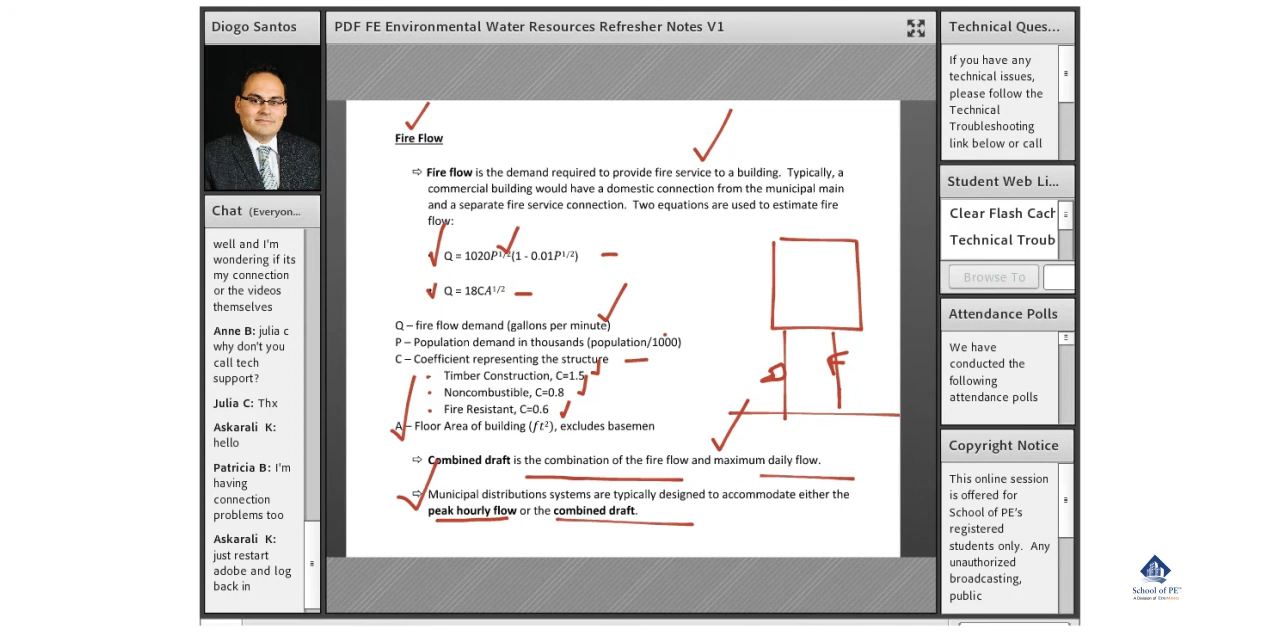 Diogo Santos
PDF FE Environmental Water Resources Refresher Notes V1
Technical Ques...
If you have any
technical issues,
please follow the
Technical
Troubleshooting
link below or call
Fire Flow
⇨ Fire flow is the demand required to provide fire service to a building. Typically, a
commercial building would have a domestic connection from the municipal main
and a separate fire service connection. Two equations are used to estimate fire
flow:
Q = 1020P^1/2(1 - 0.01P^1/2)
Q = 18CA^1/2
Q – fire flow demand (gallons per minute)
P – Population demand in thousands (population/1000)
C – Coefficient representing the structure
• Timber Construction, C=1.5
• Noncombustible, C=0.8
• Fire Resistant, C=0.6
A – Floor Area of building (ft²), excludes basemen
D F
⇨ Combined draft is the combination of the fire flow and maximum daily flow.
⇨ Municipal distributions systems are typically designed to accommodate either the
peak hourly flow or the combined draft.
Chat (Everyon...
well and I'm
wondering if its
my connection
or the videos
themselves
Anne B: julia c
why don't you
call tech
support?
Julia C: Thx
Askarali K:
hello
Patricia B: I'm
having
connection
problems too
Askarali K:
just restart
adobe and log
back in
Student Web Li...
Clear Flash Cach
Technical Troub
Browse To
Attendance Polls
We have
conducted the
following
attendance polls
Copyright Notice
This online session
is offered for
School of PE's
registered
students only. Any
unauthorized
broadcasting,
public
School of PE™